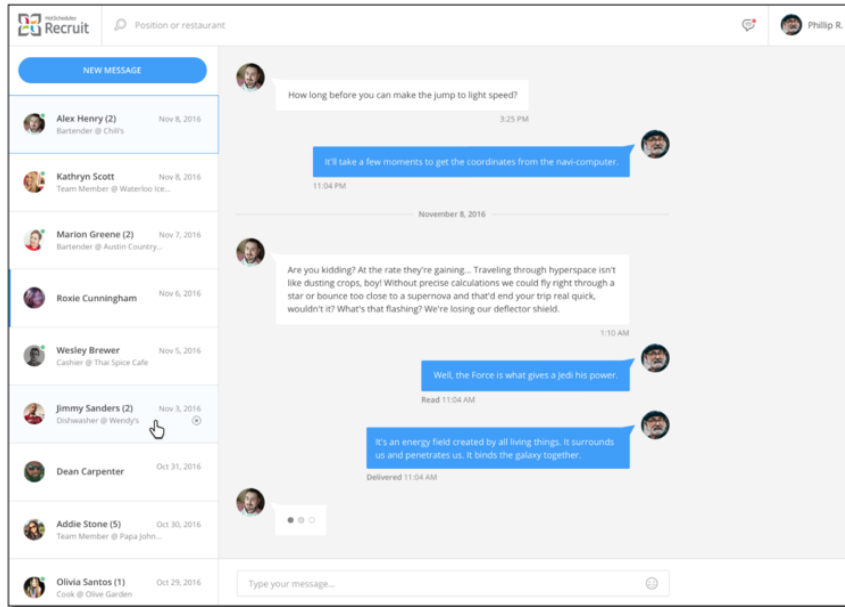 HotSchedules
Recruit
Position or restaurant
Phillip R.
NEW MESSAGE
Alex Henry (2)
Nov 8, 2016
Bartender @ Chili's
Kathryn Scott
Nov 8, 2016
Team Member @ Waterloo Ice...
Marion Greene (2)
Nov 7, 2016
Bartender @ Austin Country...
Roxie Cunningham
Nov 6, 2016
Wesley Brewer
Nov 5, 2016
Cashier @ Thai Spice Cafe
Jimmy Sanders (2)
Nov 3, 2016
Dishwasher @ Wendy's
Dean Carpenter
Oct 31, 2016
Addie Stone (5)
Oct 30, 2016
Team Member @ Papa John...
Olivia Santos (1)
Oct 29, 2016
Cook @ Olive Garden
How long before you can make the jump to light speed?
3:25 PM
It'll take a few moments to get the coordinates from the navi-computer.
11:04 PM
November 8, 2016
Are you kidding? At the rate they're gaining... Traveling through hyperspace isn't
like dusting crops, boy! Without precise calculations we could fly right through a
star or bounce too close to a supernova and that'd end your trip real quick,
wouldn't it? What's that flashing? We're losing our deflector shield.
1:10 AM
Well, the Force is what gives a Jedi his power.
Read 11:04 AM
It's an energy field created by all living things. It surrounds
us and penetrates us. It binds the galaxy together.
Delivered 11:04 AM
Type your message...